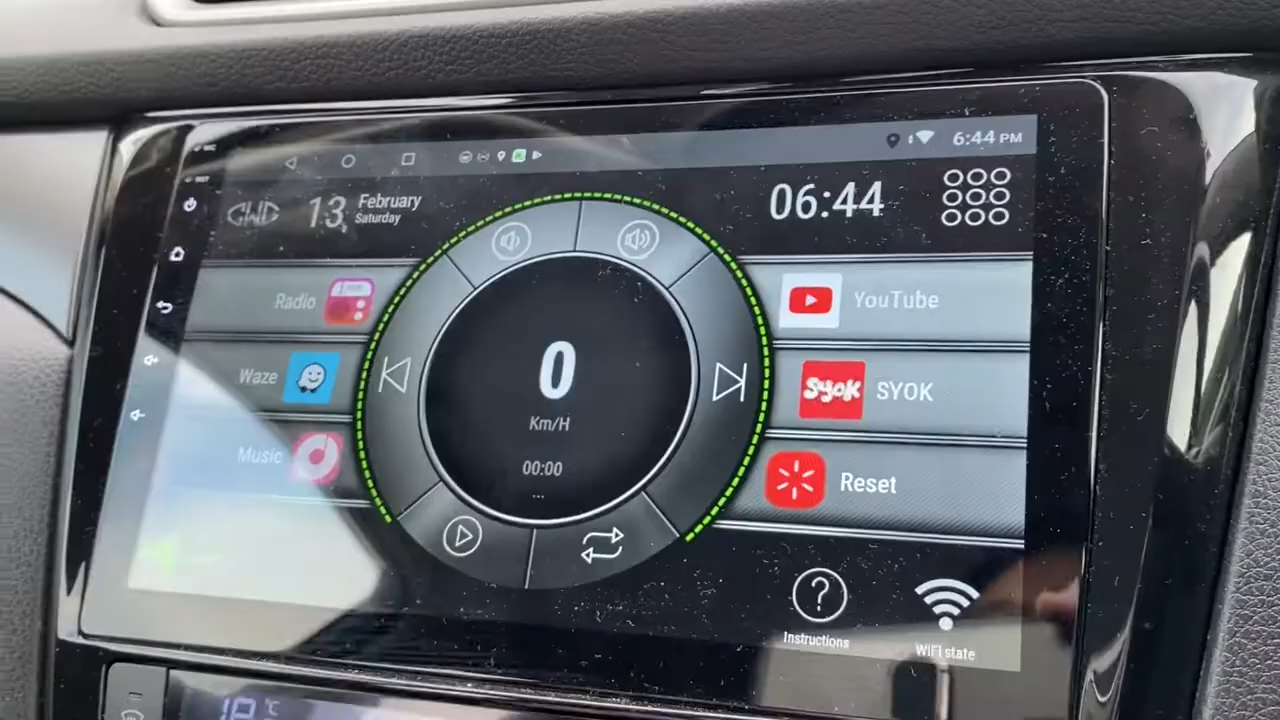 6:44 PM
13 February
Saturday
06:44
Radio
YouTube
Waze
0
Km/H
SYOK
SYOK
Music
00:00
...
Reset
Instructions
WIFI state
°C